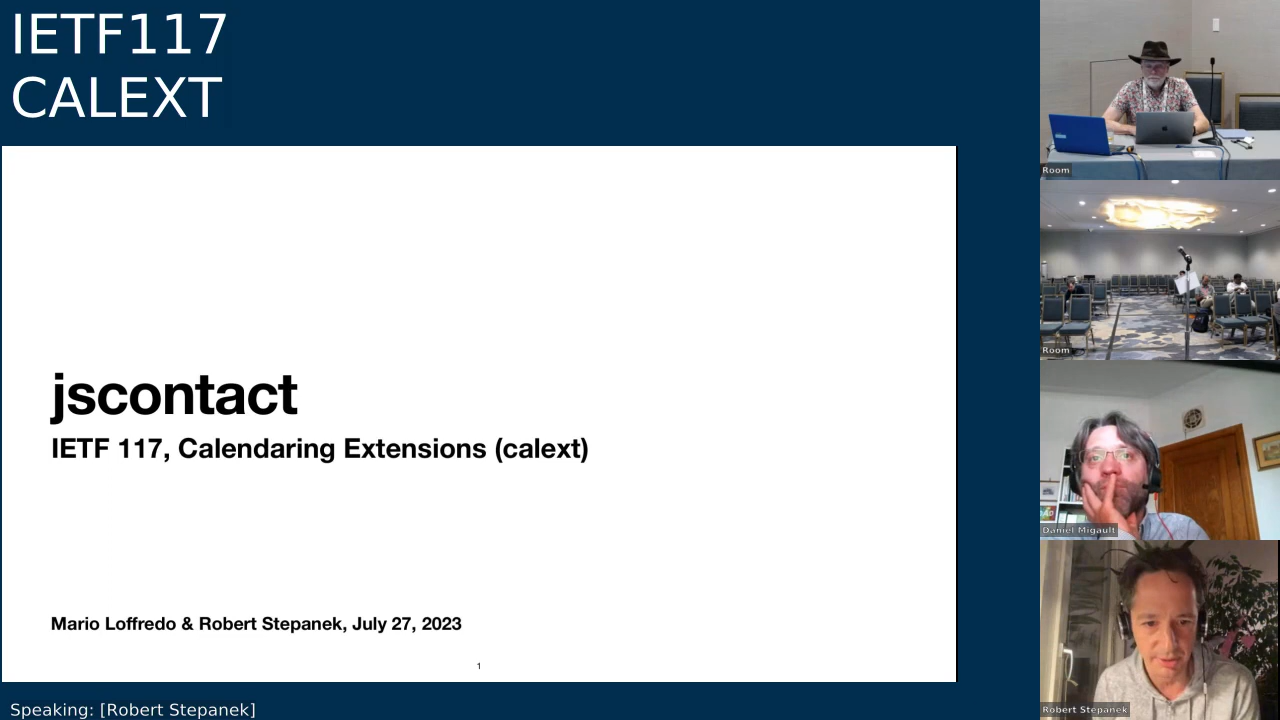 IETF117
CALEXT
jscontact
IETF 117, Calendaring Extensions (calext)
Mario Loffredo & Robert Stepanek, July 27, 2023
1
Speaking: [Robert Stepanek]
Room
Room
Daniel Migault
Robert Stepanek